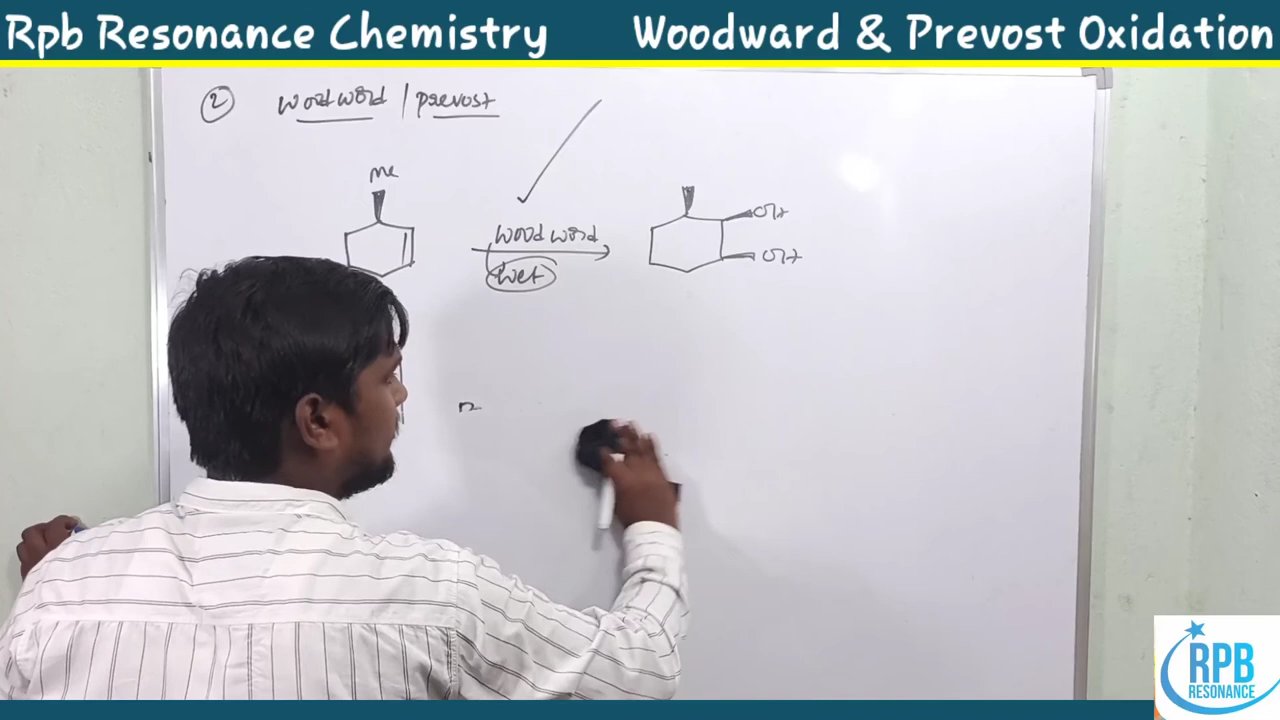 Rpb Resonance Chemistry Woodward & Prevost Oxidation
2 woodword / prevost
Me
woodword
wet
OH
OH
RPB
RESONANCE